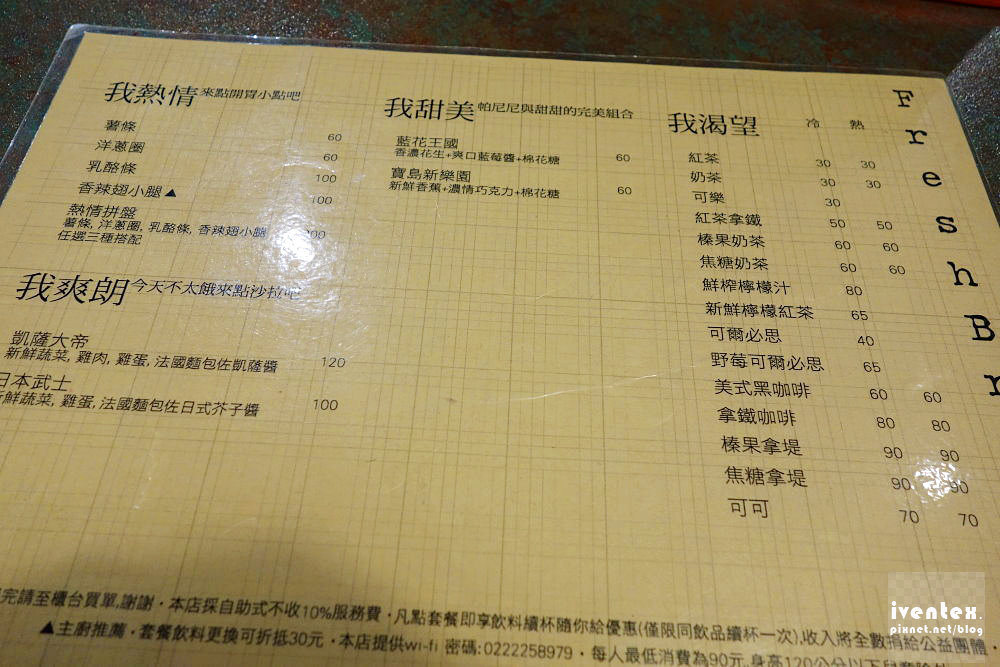 我熱情 來點開胃小點吧
薯條 60
洋蔥圈 60
乳酪條 100
香辣翅小腿▲ 100
熱情拼盤
薯條, 洋蔥圈, 乳酪條, 香辣翅小腿 200
任選三種搭配
我爽朗 今天不太餓來點沙拉吧
凱薩大帝
新鮮蔬菜, 雞肉, 雞蛋, 法國麵包佐凱薩醬 120
日本武士
鮮蔬菜, 雞蛋, 法國麵包佐日式芥子醬 100
我甜美 帕尼尼與甜甜的完美組合
藍花王國
香濃花生+爽口藍莓醬+棉花糖 60
寶島新樂園
新鮮香蕉+濃情巧克力+棉花糖 60
我渴望 冷 熱
紅茶 30 30
奶茶 30 30
可樂 30
紅茶拿鐵 50 50
榛果奶茶 60 60
焦糖奶茶 60 60
鮮榨檸檬汁 80
新鮮檸檬紅茶 65
可爾必思 40
野莓可爾必思 65
美式黑咖啡 60 60
拿鐵咖啡 80 80
榛果拿堤 90 90
焦糖拿堤 90 90
可可 70 70
Fresh Br
完請至櫃台買單,謝謝・本店採自助式不收10%服務費・凡點套餐即享飲料續杯隨你給優惠(僅限同飲品續杯一次),收入將全數捐給公益團體・
▲主廚推薦・套餐飲料更換可折抵30元・本店提供wi-fi 密碼:0222258979・每人最低消費為90元,身高120公分以下
iventex.
pixnet.net/blog